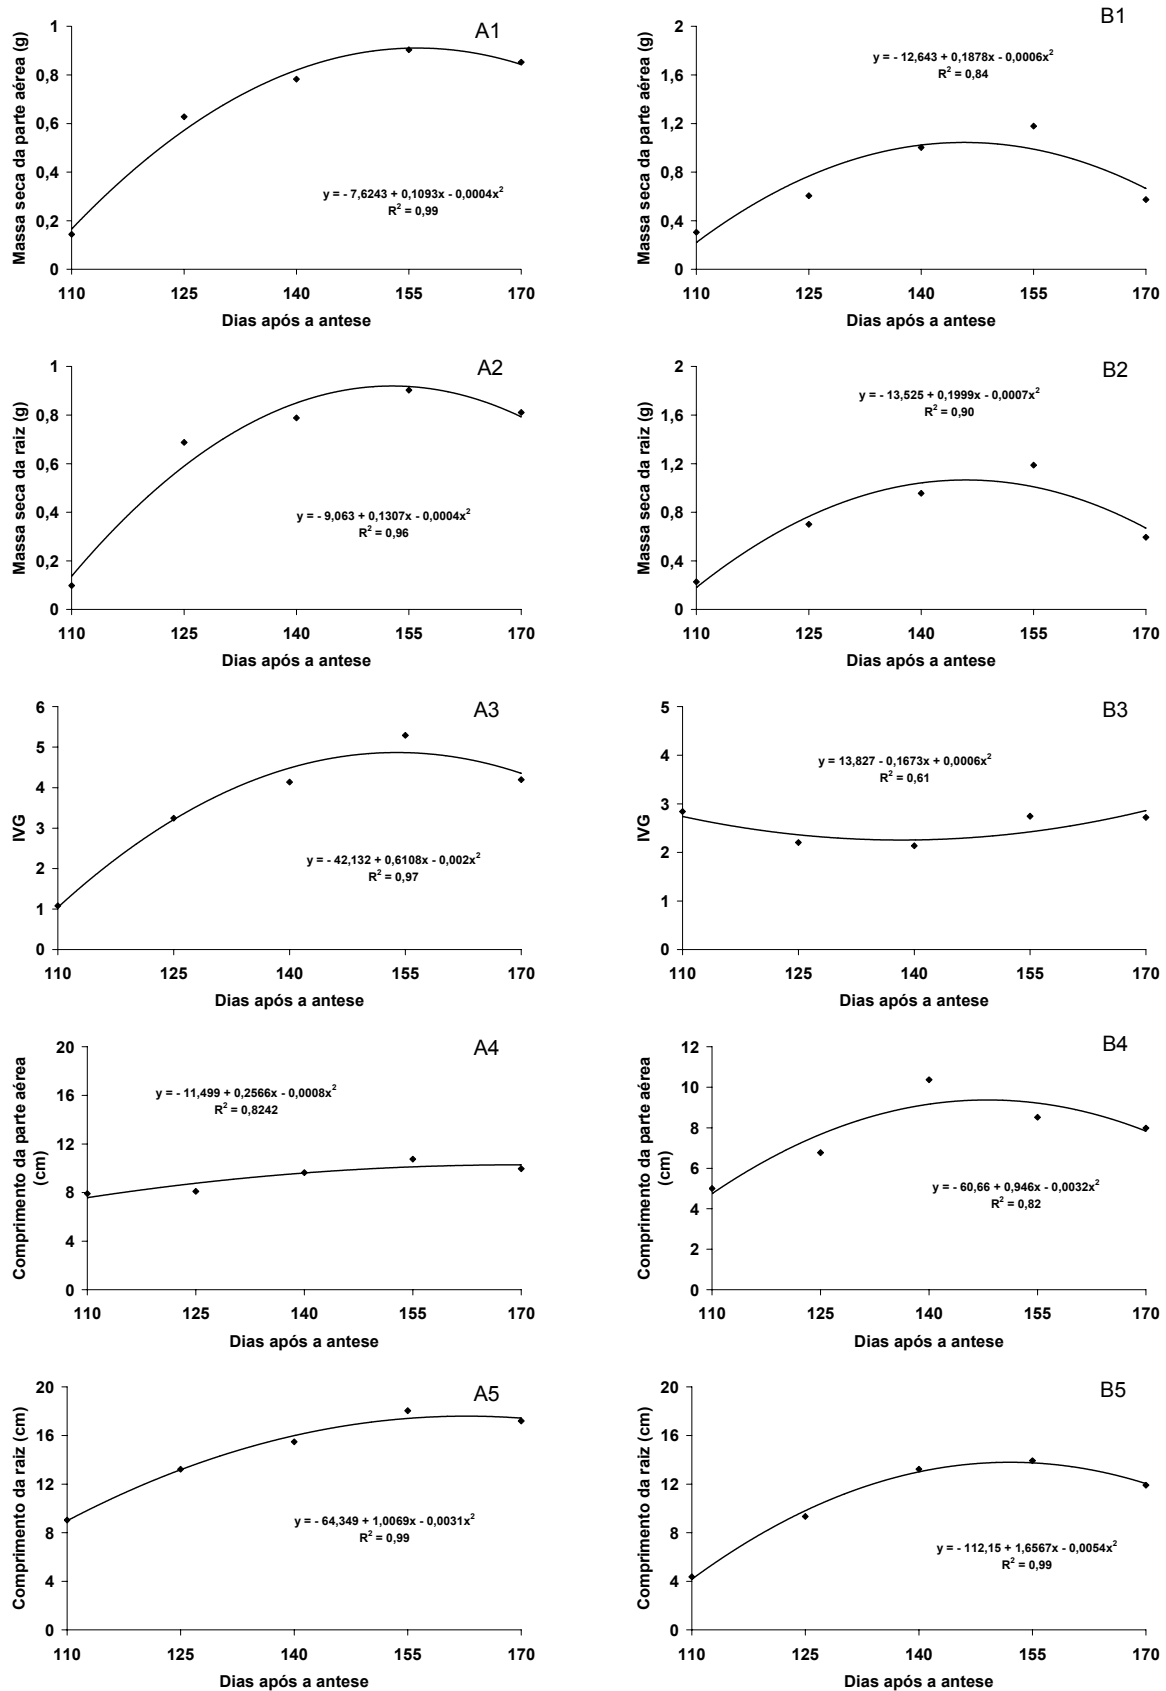 A1
Massa seca da parte aérea (g)
1
0,8
0,6
0,4
0,2
0
y = - 7,6243 + 0,1093x - 0,0004x²
R² = 0,99
110 125 140 155 170
Dias após a antese
B1
Massa seca da parte aérea (g)
2
1,6
1,2
0,8
0,4
0
y = - 12,643 + 0,1878x - 0,0006x²
R² = 0,84
110 125 140 155 170
Dias após a antese
A2
Massa seca da raiz (g)
1
0,8
0,6
0,4
0,2
0
y = - 9,063 + 0,1307x - 0,0004x²
R² = 0,96
110 125 140 155 170
Dias após a antese
B2
Massa seca da raiz (g)
2
1,6
1,2
0,8
0,4
0
y = - 13,525 + 0,1999x - 0,0007x²
R² = 0,90
110 125 140 155 170
Dias após a antese
A3
IVG
6
5
4
3
2
1
0
y = - 42,132 + 0,6108x - 0,002x²
R² = 0,97
110 125 140 155 170
Dias após a antese
B3
IVG
5
4
3
2
1
0
y = 13,827 - 0,1673x + 0,0006x²
R² = 0,61
110 125 140 155 170
Dias após a antese
A4
Comprimento da parte aérea
(cm)
20
16
12
8
4
0
y = - 11,499 + 0,2566x - 0,0008x²
R² = 0,8242
110 125 140 155 170
Dias após a antese
B4
Comprimento da parte aérea
(cm)
12
10
8
6
4
2
0
y = - 60,66 + 0,946x - 0,0032x²
R² = 0,82
110 125 140 155 170
Dias após a antese
A5
Comprimento da raiz (cm)
20
16
12
8
4
0
y = - 64,349 + 1,0069x - 0,0031x²
R² = 0,99
110 125 140 155 170
Dias após a antese
B5
Comprimento da raiz (cm)
20
16
12
8
4
0
y = - 112,15 + 1,6567x - 0,0054x²
R² = 0,99
110 125 140 155 170
Dias após a antese